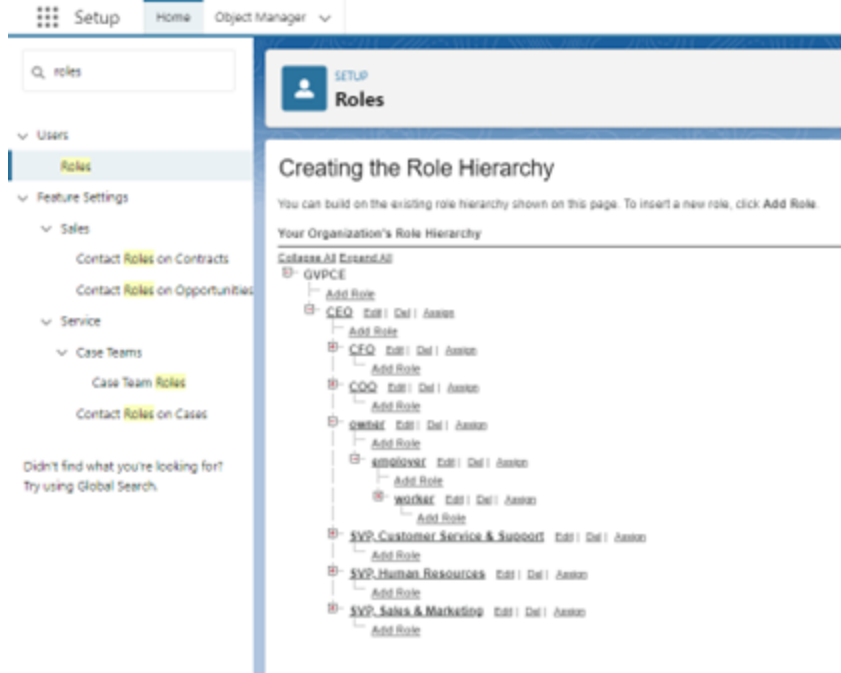 Setup Home Object Manager
roles
Users
Roles
Feature Settings
Sales
Contact Roles on Contracts
Contact Roles on Opportunities
Service
Case Teams
Case Team Roles
Contact Roles on Cases
Didn't find what you're looking for?
Try using Global Search.
SETUP
Roles
Creating the Role Hierarchy
You can build on the existing role hierarchy shown on this page. To insert a new role, click Add Role.
Your Organization's Role Hierarchy
Collapse All Expand All
GVPCE
Add Role
CEO Edit | Del | Assign
Add Role
CFO Edit | Del | Assign
Add Role
COO Edit | Del | Assign
Add Role
owner Edit | Del | Assign
Add Role
employer Edit | Del | Assign
Add Role
worker Edit | Del | Assign
Add Role
SVP, Customer Service & Support Edit | Del | Assign
Add Role
SVP, Human Resources Edit | Del | Assign
Add Role
SVP, Sales & Marketing Edit | Del | Assign
Add Role